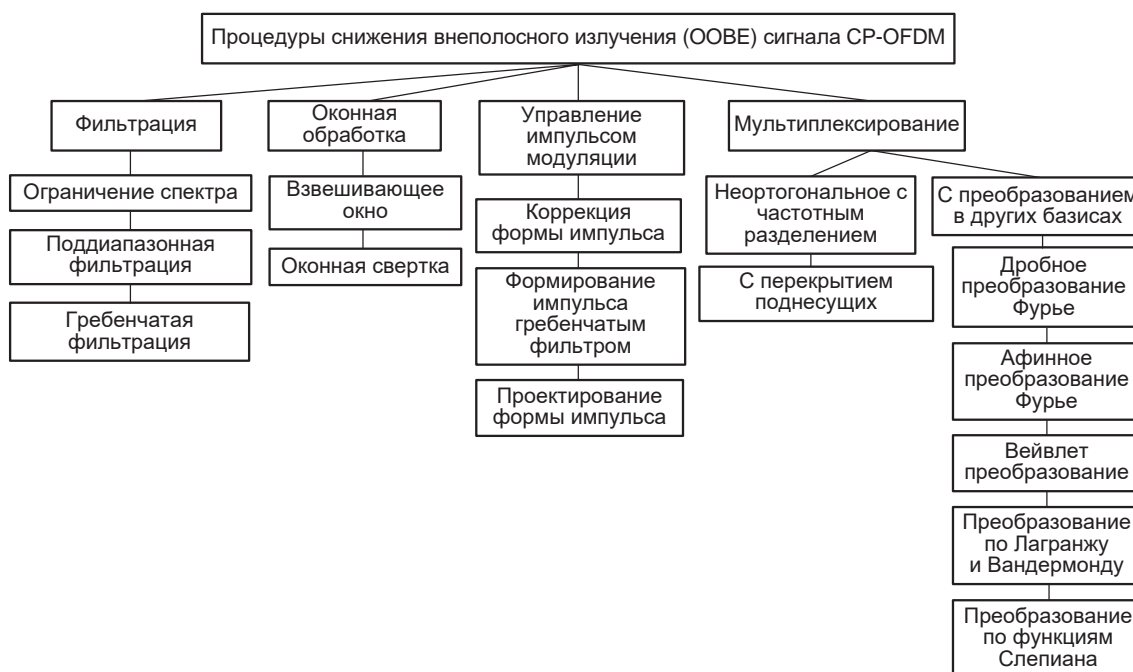 Процедуры снижения внеполосного излучения (OOBE) сигнала CP-OFDM
Фильтрация
Ограничение спектра
Поддиапазонная
фильтрация
Гребенчатая
фильтрация
Оконная
обработка
Взвешивающее
окно
Оконная свертка
Управление
импульсом
модуляции
Коррекция
формы импульса
Формирование
импульса
гребенчатым
фильтром
Проектирование
формы импульса
Мультиплексирование
Неортогональное с
частотным
разделением
С перекрытием
поднесущих
С преобразованием
в других базисах
Дробное
преобразование
Фурье
Афинное
преобразование
Фурье
Вейвлет
преобразование
Преобразование
по Лагранжу
и Вандермонду
Преобразование
по функциям
Слепиана